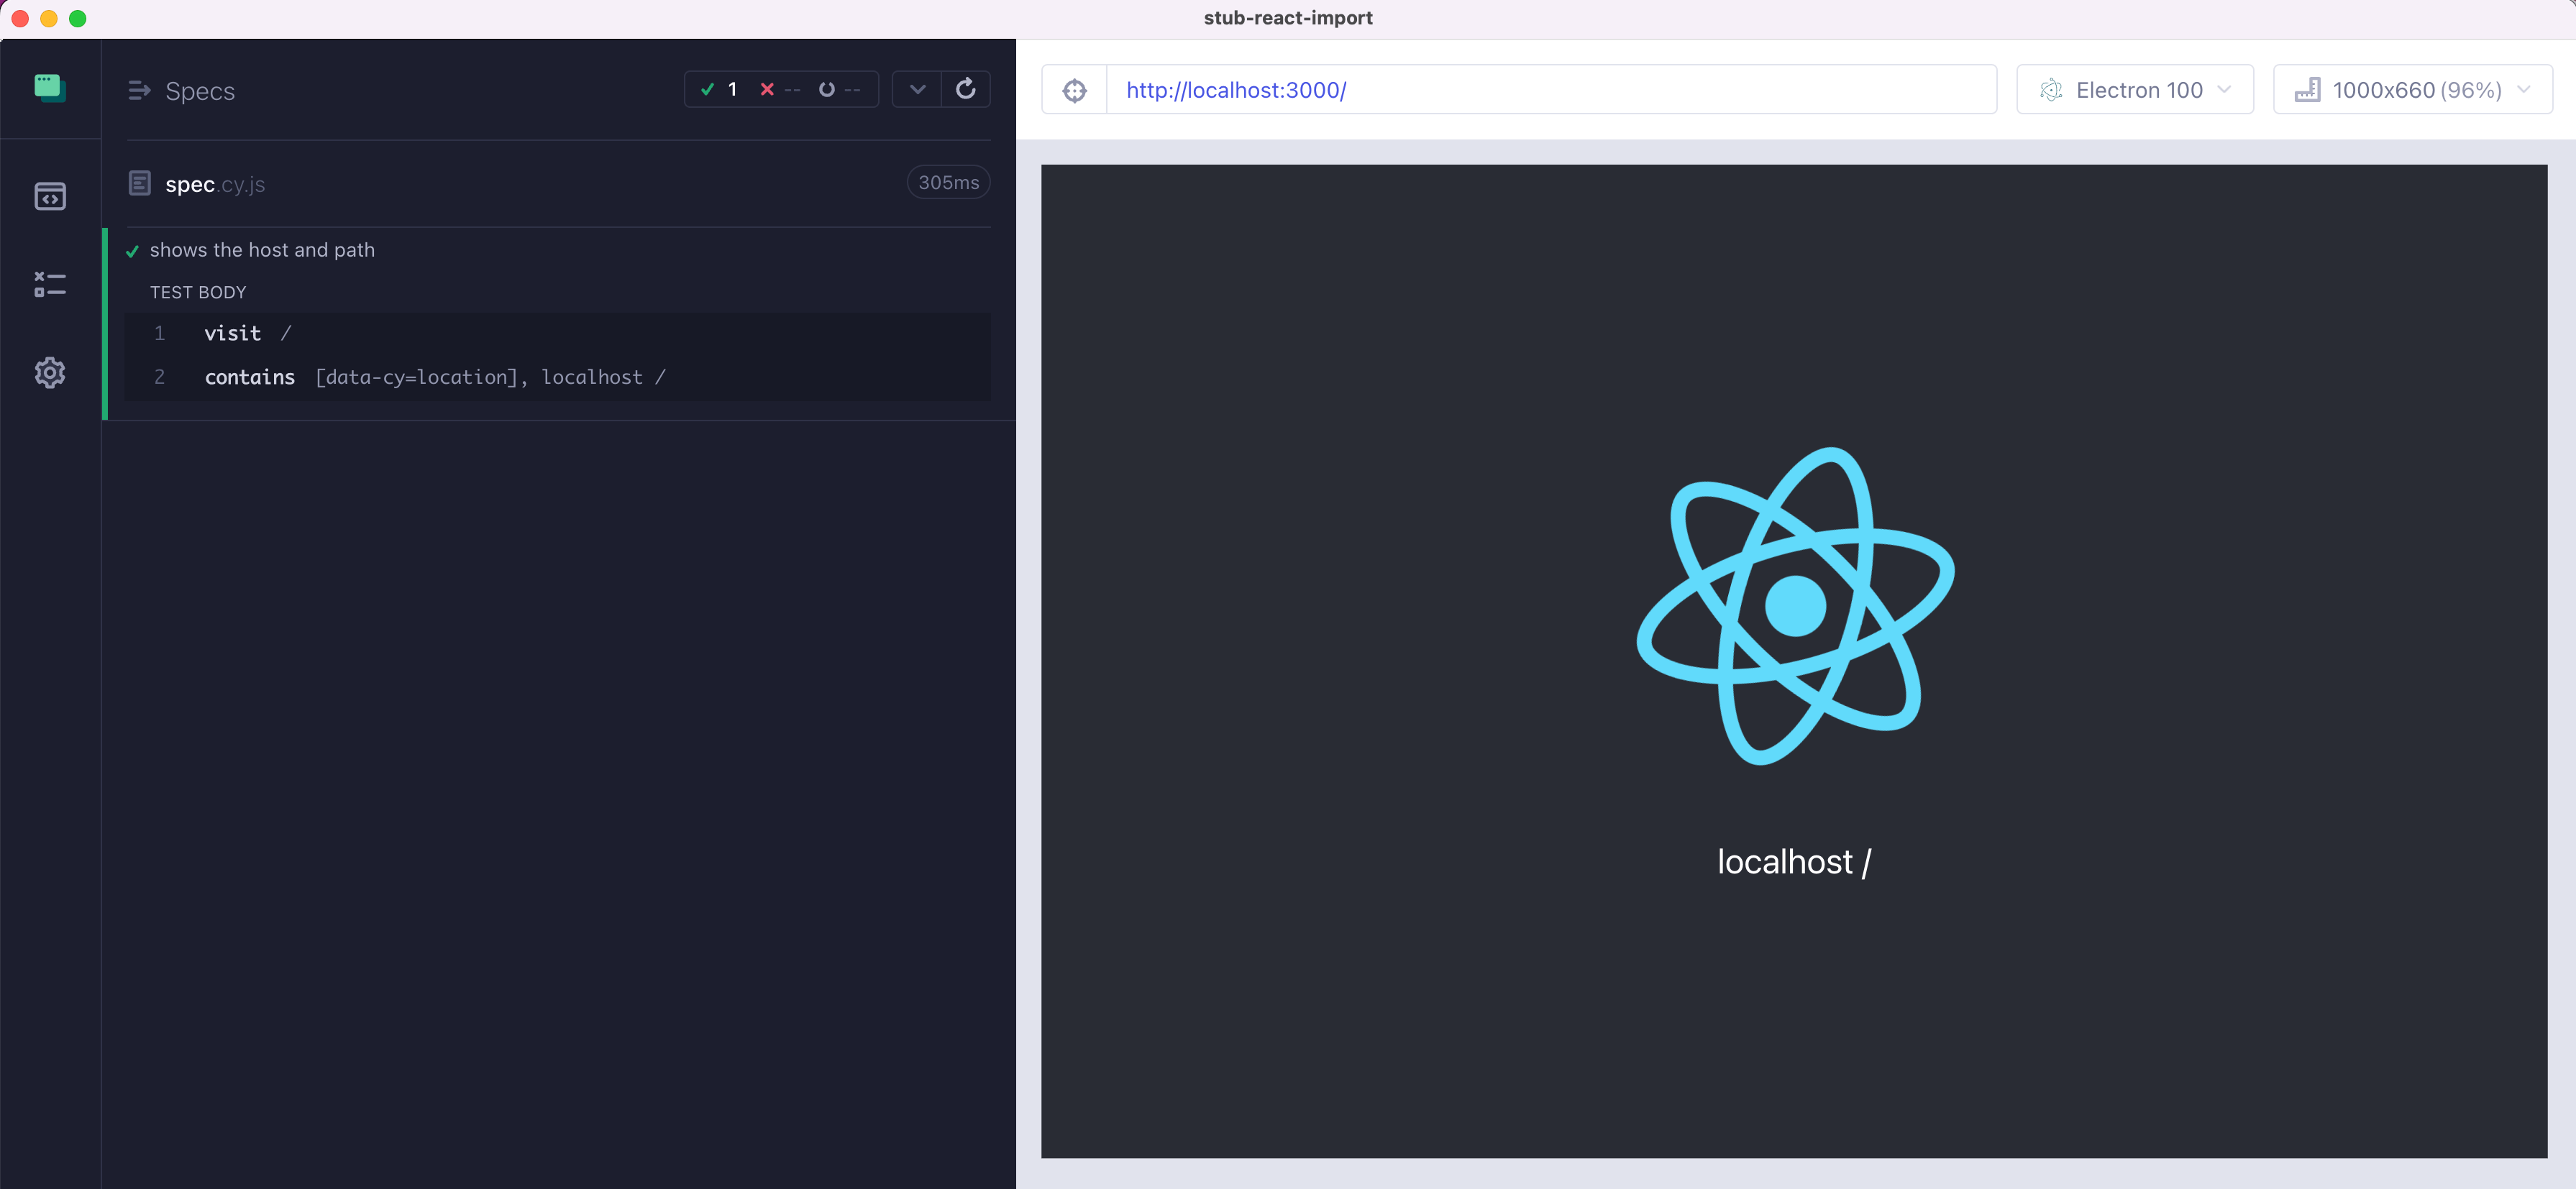 stub-react-import
Specs
1 -- --
http://localhost:3000/
Electron 100
1000x660 (96%)
spec.cy.js
305ms
shows the host and path
TEST BODY
1 visit /
2 contains [data-cy=location], localhost /
localhost /